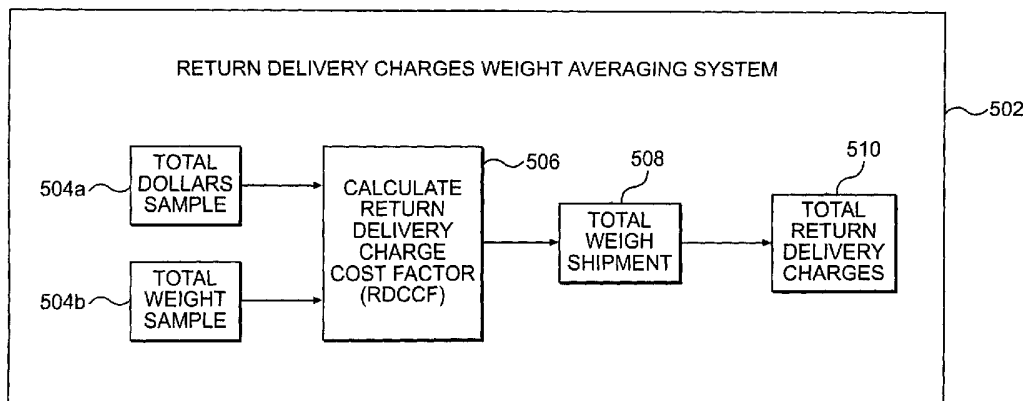 RETURN DELIVERY CHARGES WEIGHT AVERAGING SYSTEM
502
504a
TOTAL
DOLLARS
SAMPLE
504b
TOTAL
WEIGHT
SAMPLE
506
CALCULATE
RETURN
DELIVERY
CHARGE
COST FACTOR
(RDCCF)
508
TOTAL
WEIGH
SHIPMENT
510
TOTAL
RETURN
DELIVERY
CHARGES